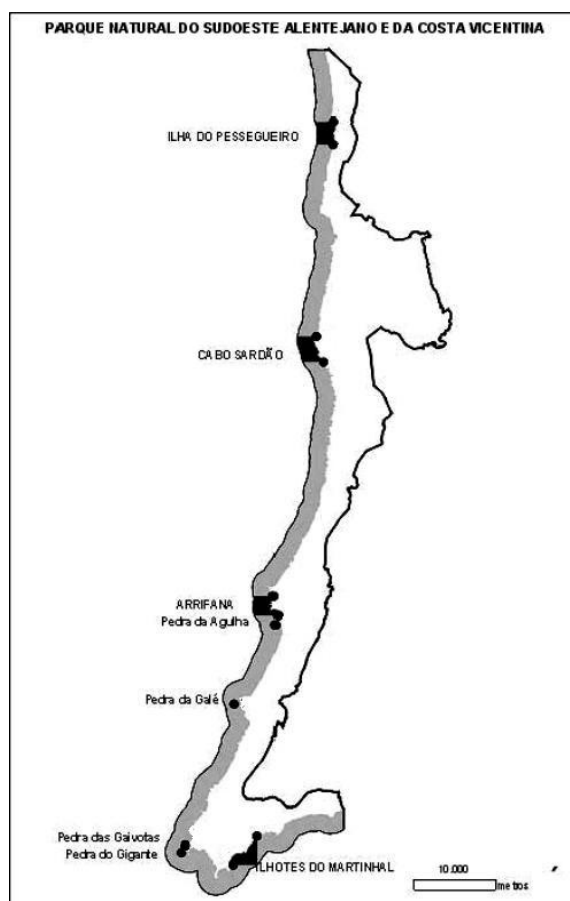 PARQUE NATURAL DO SUDOESTE ALENTEJANO E DA COSTA VICENTINA
ILHA DO PESSEGUEIRO
CABO SARDÃO
ARRIFANA
Pedra da Agulha
Pedra da Galé
Pedra das Gaivotas
Pedra do Gigante
ILHOTES DO MARTINHAL
10.000
metros